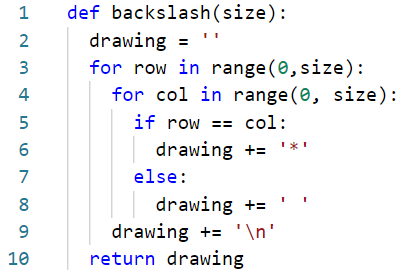 1 def backslash(size):
2   drawing = ''
3   for row in range(0,size):
4     for col in range(0, size):
5       if row == col:
6         drawing += '*'
7       else:
8         drawing += ' '
9     drawing += '\n'
10   return drawing